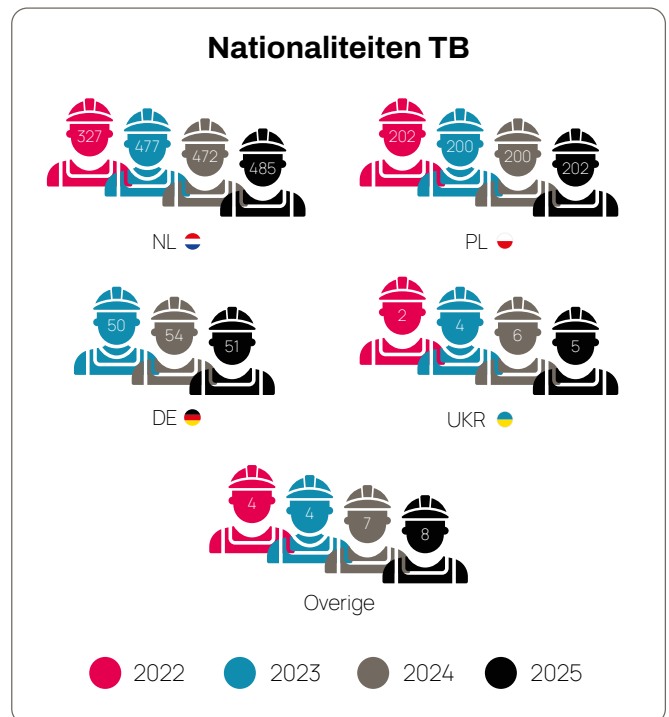 Nationaliteiten TB
327 477 472 485
NL
202 200 200 202
PL
50 54 51
DE
2 4 6 5
UKR
4 4 7 8
Overige
2022 2023 2024 2025